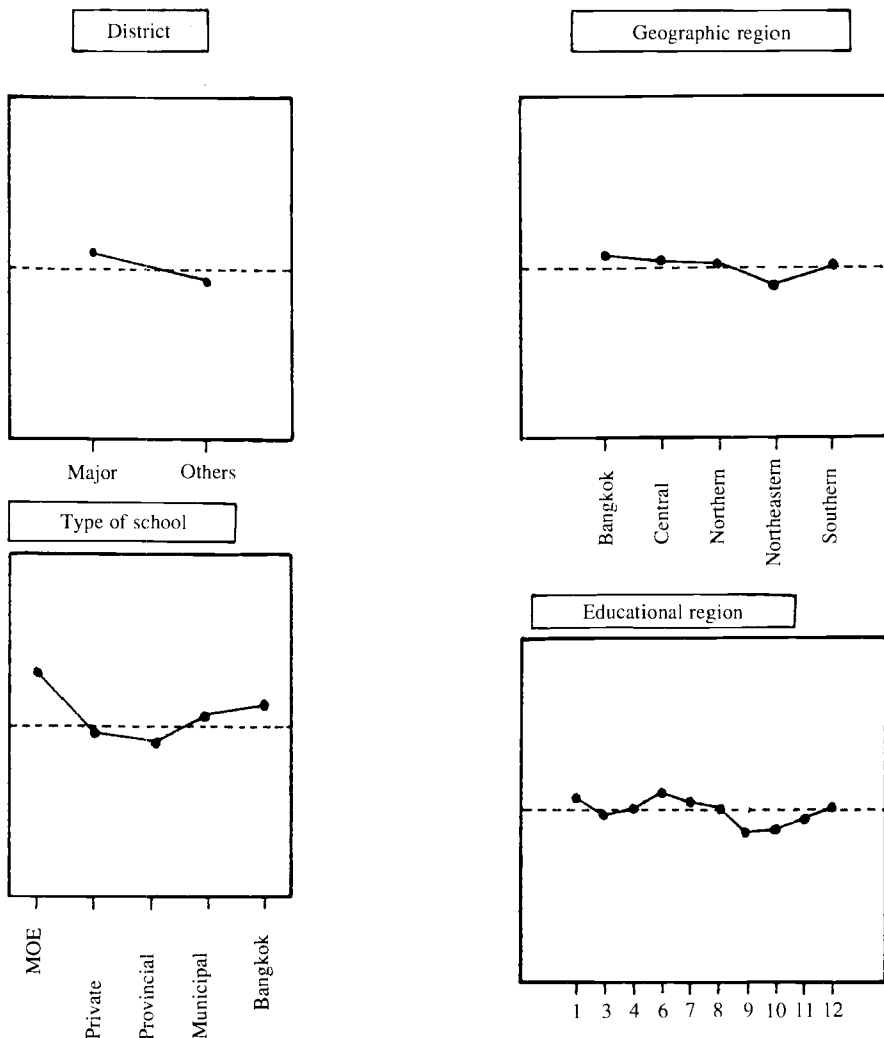 District
Major Others
Geographic region
Bangkok
Central
Northern
Northeastern
Southern
Type of school
MOE
Private
Provincial
Municipal
Bangkok
Educational region
1 3 4 6 7 8 9 10 11 12